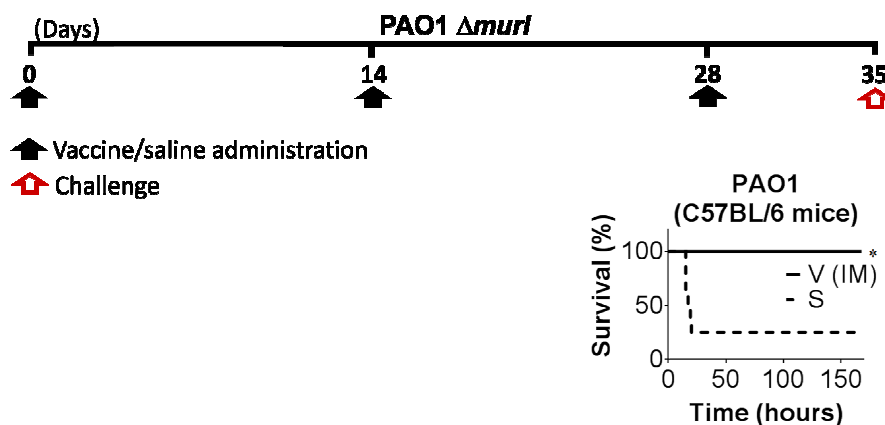 (Days) PAO1 Δmurl
0 14 28 35
Vaccine/saline administration
Challenge
PAO1
(C57BL/6 mice)
Survival (%)
100 *
V (IM)
S
50
0
0 50 100 150
Time (hours)